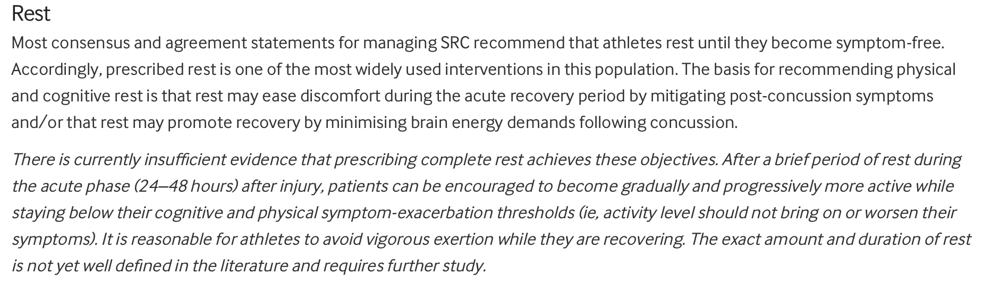 Rest
Most consensus and agreement statements for managing SRC recommend that athletes rest until they become symptom-free.
Accordingly, prescribed rest is one of the most widely used interventions in this population. The basis for recommending physical
and cognitive rest is that rest may ease discomfort during the acute recovery period by mitigating post-concussion symptoms
and/or that rest may promote recovery by minimising brain energy demands following concussion.
There is currently insufficient evidence that prescribing complete rest achieves these objectives. After a brief period of rest during
the acute phase (24–48 hours) after injury, patients can be encouraged to become gradually and progressively more active while
staying below their cognitive and physical symptom-exacerbation thresholds (ie, activity level should not bring on or worsen their
symptoms). It is reasonable for athletes to avoid vigorous exertion while they are recovering. The exact amount and duration of rest
is not yet well defined in the literature and requires further study.